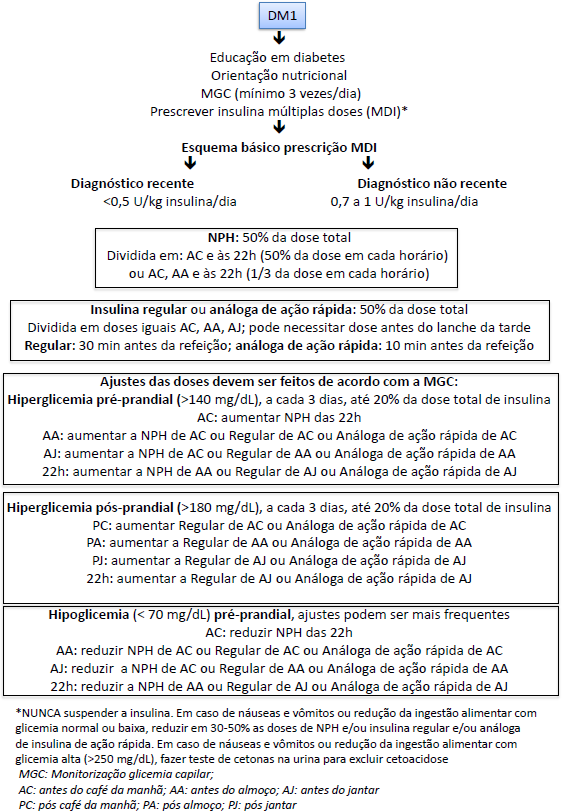 DM1
Educação em diabetes
Orientação nutricional
MGC (mínimo 3 vezes/dia)
Prescrever insulina múltiplas doses (MDI)*
Esquema básico prescrição MDI
Diagnóstico recente
<0,5 U/kg insulina/dia
Diagnóstico não recente
0,7 a 1 U/kg insulina/dia
NPH: 50% da dose total
Dividida em: AC e às 22h (50% da dose em cada horário)
ou AC, AA e às 22h (1/3 da dose em cada horário)
Insulina regular ou análoga de ação rápida: 50% da dose total
Dividida em doses iguais AC, AA, AJ; pode necessitar dose antes do lanche da tarde
Regular: 30 min antes da refeição; análoga de ação rápida: 10 min antes da refeição
Ajustes das doses devem ser feitos de acordo com a MGC:
Hiperglicemia pré-prandial (>140 mg/dL), a cada 3 dias, até 20% da dose total de insulina
AC: aumentar NPH das 22h
AA: aumentar a NPH de AC ou Regular de AC ou Análoga de ação rápida de AC
AJ: aumentar a NPH de AC ou Regular de AA ou Análoga de ação rápida de AA
22h: aumentar a NPH de AA ou Regular de AJ ou Análoga de ação rápida de AJ
Hiperglicemia pós-prandial (>180 mg/dL), a cada 3 dias, até 20% da dose total de insulina
PC: aumentar Regular de AC ou Análoga de ação rápida de AC
PA: aumentar a Regular de AA ou Análoga de ação rápida de AA
PJ: aumentar a Regular de AJ ou Análoga de ação rápida de AJ
22h: aumentar a Regular de AJ ou Análoga de ação rápida de AJ
Hipoglicemia (< 70 mg/dL) pré-prandial, ajustes podem ser mais frequentes
AC: reduzir NPH das 22h
AA: reduzir NPH de AC ou Regular de AC ou Análoga de ação rápida de AC
AJ: reduzir a NPH de AC ou Regular de AA ou Análoga de ação rápida de AA
22h: reduzir a NPH de AA ou Regular de AJ ou Análoga de ação rápida de AJ
*NUNCA suspender a insulina. Em caso de náuseas e vômitos ou redução da ingestão alimentar com
glicemia normal ou baixa, reduzir em 30-50% as doses de NPH e/ou insulina regular e/ou análoga
de insulina de ação rápida. Em caso de náuseas e vômitos ou redução da ingestão alimentar com
glicemia alta (>250 mg/dL), fazer teste de cetonas na urina para excluir cetoacidose
MGC: Monitorização glicemia capilar;
AC: antes do café da manhã; AA: antes do almoço; AJ: antes do jantar
PC: pós café da manhã; PA: pós almoço; PJ: pós jantar